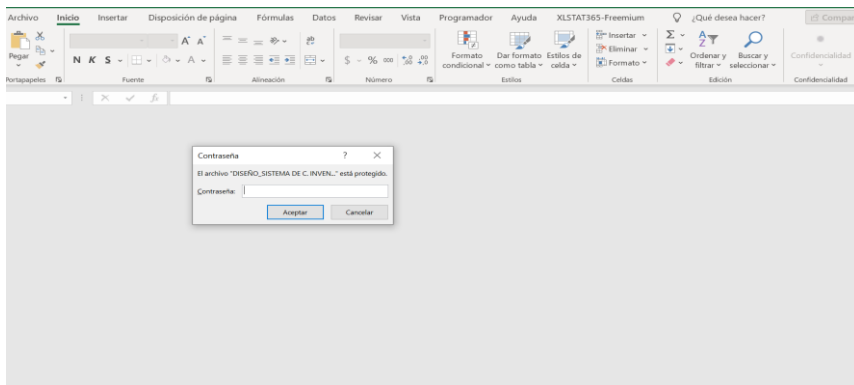 Archivo Inicio Insertar Disposición de página Fórmulas Datos Revisar Vista Programador Ayuda XLSTAT365-Freemium ¿Qué desea hacer? Compar
Pegar
N K S A A A
$ % 000
Formato condicional
Dar formato como tabla
Estilos de celda
Insertar
Eliminar
Formato
Ordenar y filtrar
Buscar y seleccionar
Confidencialidad
Portapapeles Fuente Alineación Número Estilos Celdas Edición Confidencialidad
fx
Contraseña ? ×
El archivo "DISEÑO_SISTEMA DE C. INVEN..." está protegido.
Contraseña:
Aceptar Cancelar